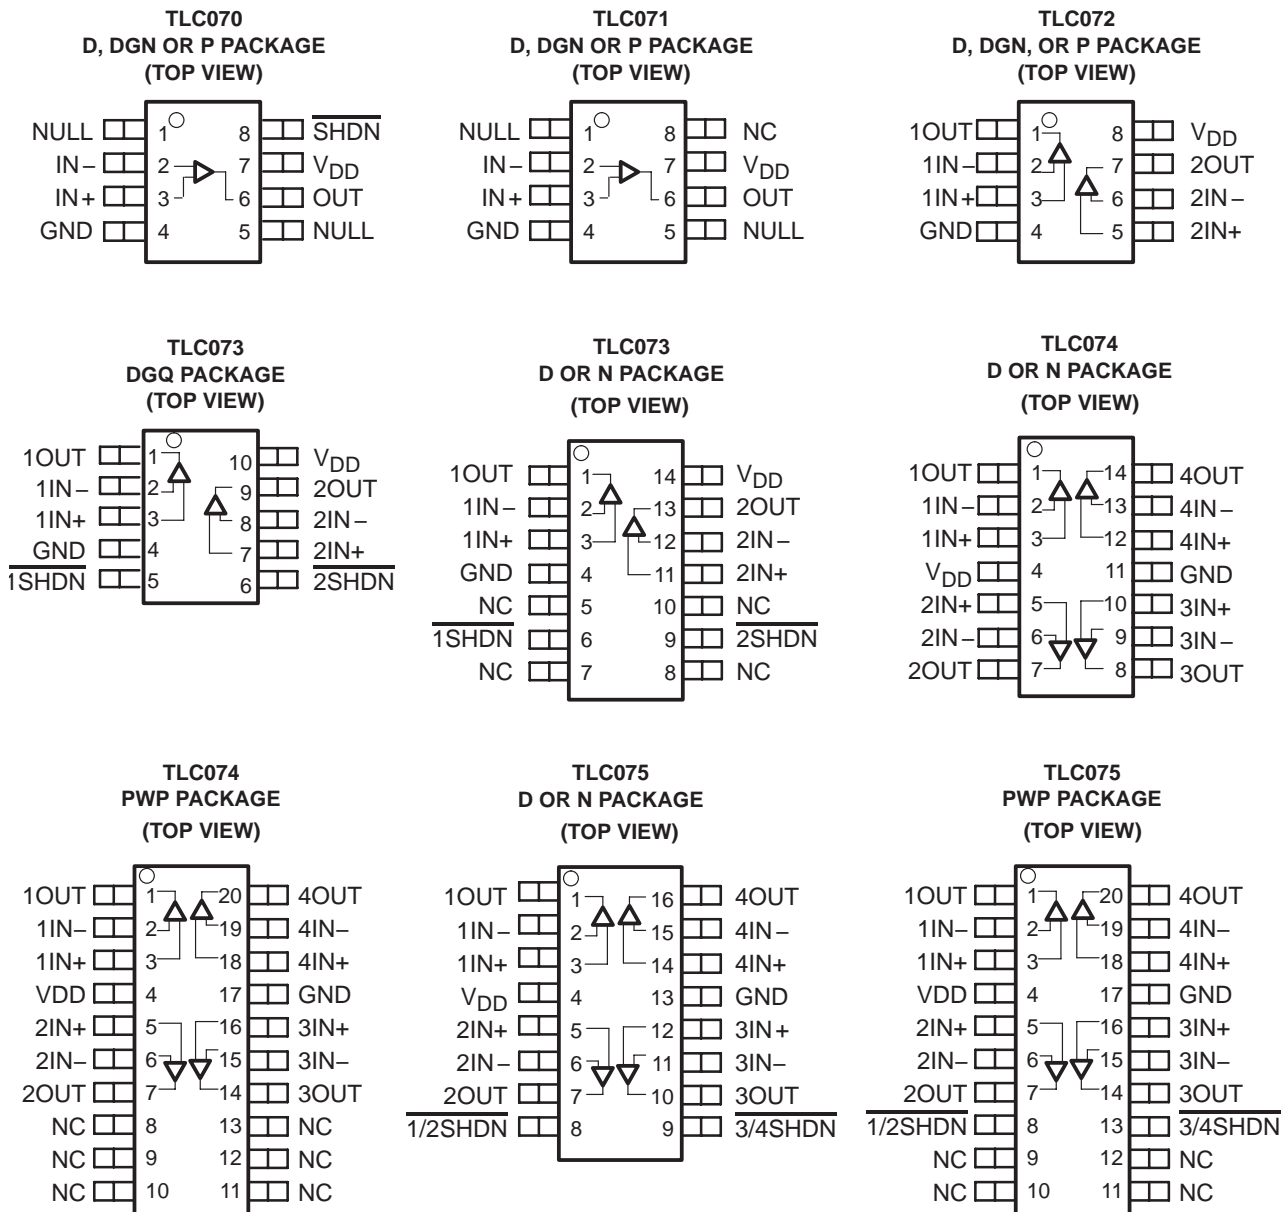 TLC070
D, DGN OR P PACKAGE
(TOP VIEW)
NULL 1 8 SHDN
IN− 2 7 VDD
IN+ 3 6 OUT
GND 4 5 NULL
TLC071
D, DGN OR P PACKAGE
(TOP VIEW)
NULL 1 8 NC
IN− 2 7 VDD
IN+ 3 6 OUT
GND 4 5 NULL
TLC072
D, DGN, OR P PACKAGE
(TOP VIEW)
1OUT 1 8 VDD
1IN− 2 7 2OUT
1IN+ 3 6 2IN−
GND 4 5 2IN+
TLC073
DGQ PACKAGE
(TOP VIEW)
1OUT 1 10 VDD
1IN− 2 9 2OUT
1IN+ 3 8 2IN−
GND 4 7 2IN+
1SHDN 5 6 2SHDN
TLC073
D OR N PACKAGE
(TOP VIEW)
1OUT 1 14 VDD
1IN− 2 13 2OUT
1IN+ 3 12 2IN−
GND 4 11 2IN+
NC 5 10 NC
1SHDN 6 9 2SHDN
NC 7 8 NC
TLC074
D OR N PACKAGE
(TOP VIEW)
1OUT 1 14 4OUT
1IN− 2 13 4IN−
1IN+ 3 12 4IN+
VDD 4 11 GND
2IN+ 5 10 3IN+
2IN− 6 9 3IN−
2OUT 7 8 3OUT
TLC074
PWP PACKAGE
(TOP VIEW)
1OUT 1 20 4OUT
1IN− 2 19 4IN−
1IN+ 3 18 4IN+
VDD 4 17 GND
2IN+ 5 16 3IN+
2IN− 6 15 3IN−
2OUT 7 14 3OUT
NC 8 13 NC
NC 9 12 NC
NC 10 11 NC
TLC075
D OR N PACKAGE
(TOP VIEW)
1OUT 1 16 4OUT
1IN− 2 15 4IN−
1IN+ 3 14 4IN+
VDD 4 13 GND
2IN+ 5 12 3IN+
2IN− 6 11 3IN−
2OUT 7 10 3OUT
1/2SHDN 8 9 3/4SHDN
TLC075
PWP PACKAGE
(TOP VIEW)
1OUT 1 20 4OUT
1IN− 2 19 4IN−
1IN+ 3 18 4IN+
VDD 4 17 GND
2IN+ 5 16 3IN+
2IN− 6 15 3IN−
2OUT 7 14 3OUT
1/2SHDN 8 13 3/4SHDN
NC 9 12 NC
NC 10 11 NC